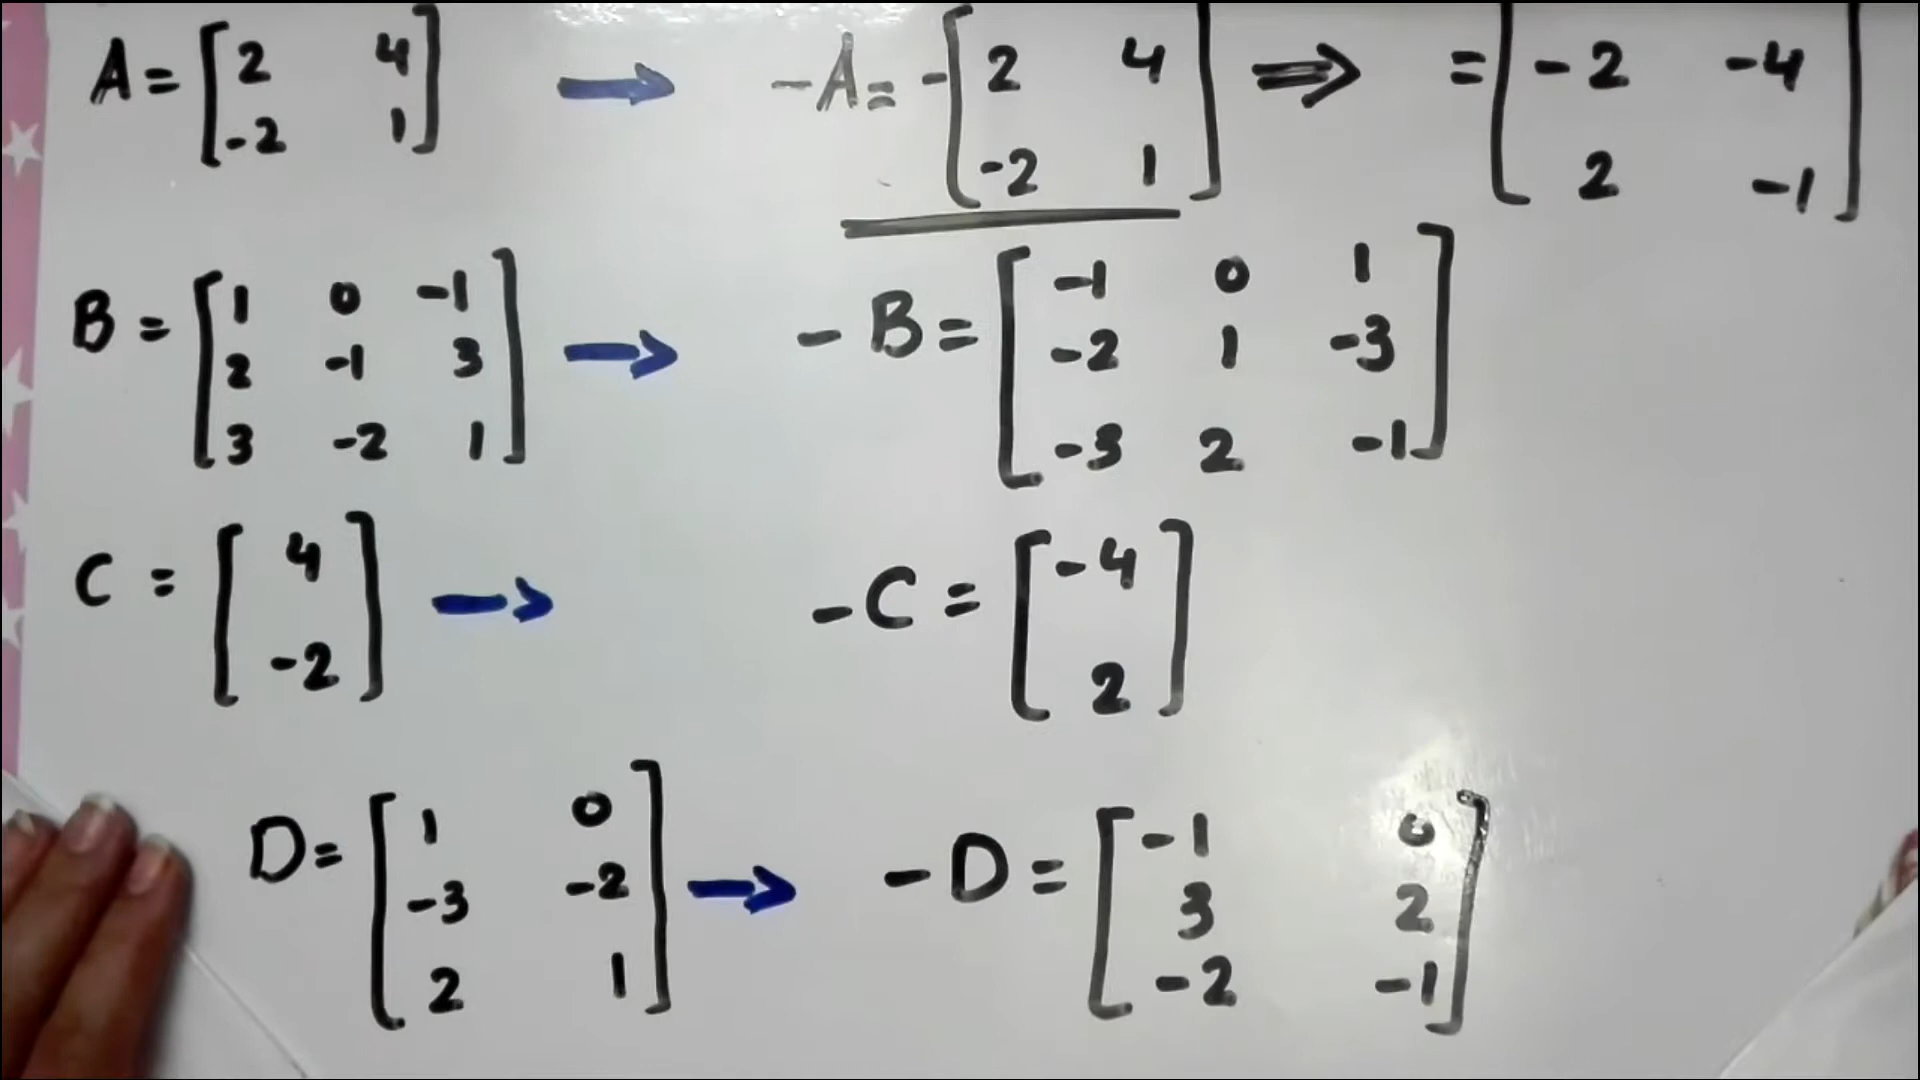 A = [2 4 → -A = -[2 4 ⇒ = [-2 -4
-2 1] -2 1] 2 -1]
B = [1 0 -1 → -B = [-1 0 1
2 -1 3 -2 1 -3
3 -2 1] -3 2 -1]
C = [4 → -C = [-4
-2] 2]
D = [1 0 → -D = [-1 0
-3 -2 3 2
2 1] -2 -1]